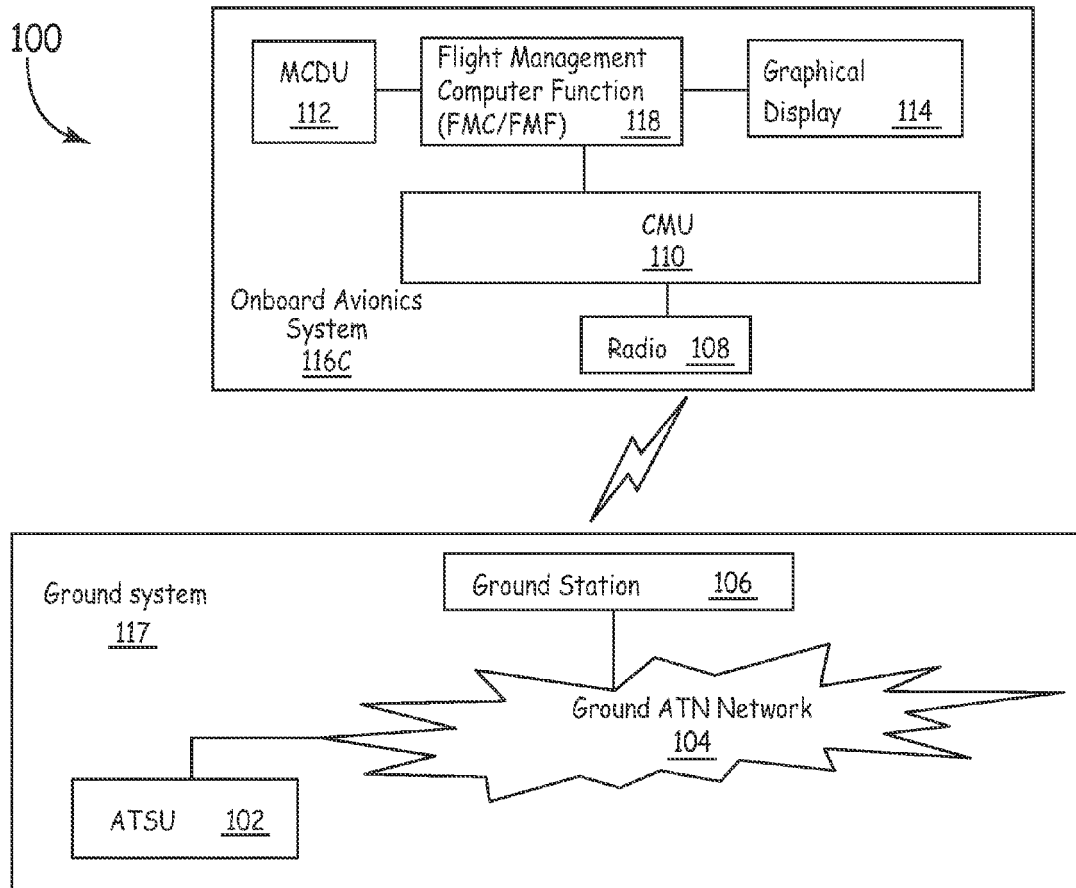 100
MCDU
112
Flight Management
Computer Function
(FMC/FMF) 118
Graphical
Display 114
CMU
110
Onboard Avionics
System
116C
Radio 108
Ground system
117
Ground Station 106
Ground ATN Network
104
ATSU 102